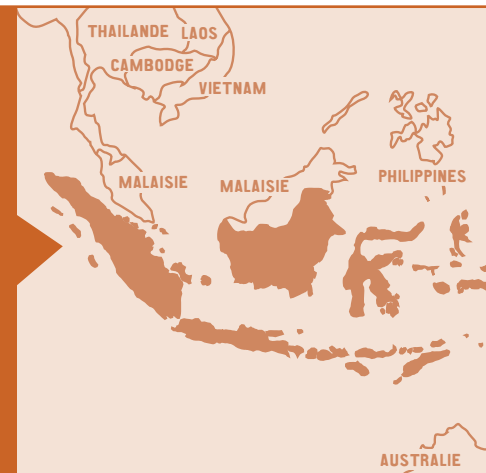 THAILANDE
LAOS
CAMBODGE
VIETNAM
MALAISIE
MALAISIE
PHILIPPINES
AUSTRALIE